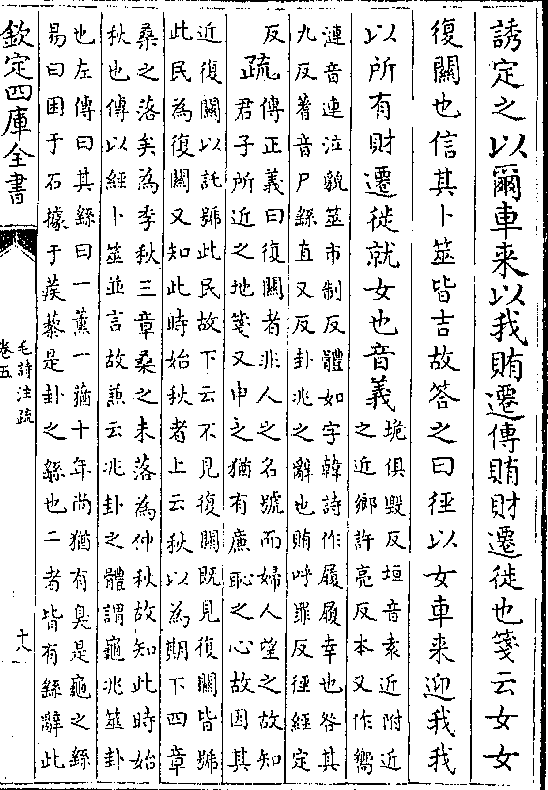 誘定之以爾車来以我賄遷傳賄財遷徙也箋云女女
復關也信其卜筮皆吉故答之曰徑以女車来迎我我
以所有財遷徙就女也音義
垝俱毁反垣音袁近附近
之近鄉許亮反本又作嚮
漣音連泣貌筮市制反體如字韓詩作履履幸也咎其
九反蓍音尸繇直又反卦兆之辭也賄呼罪反徑經定
反
疏
傳正義曰復關者非人之名號而婦人望之故知
君子所近之地箋又申之猶有廉恥之心故因其
近復關以託號此民故下云不見復關既見復關皆號
此民為復關又知此時始秋者上云秋以為期下四章
桑之落矣為季秋三章桑之未落為仲秋故知此時始
秋也傳以經卜筮並言故兼云兆卦之體謂龜兆筮卦
也左傳曰其繇曰一薰一蕕十年尚猶有臭是龜之繇
易曰困于石據于蒺藜是卦之繇也二者皆有繇辭此
欽定四庫全書
毛詩注疏
卷五
十八